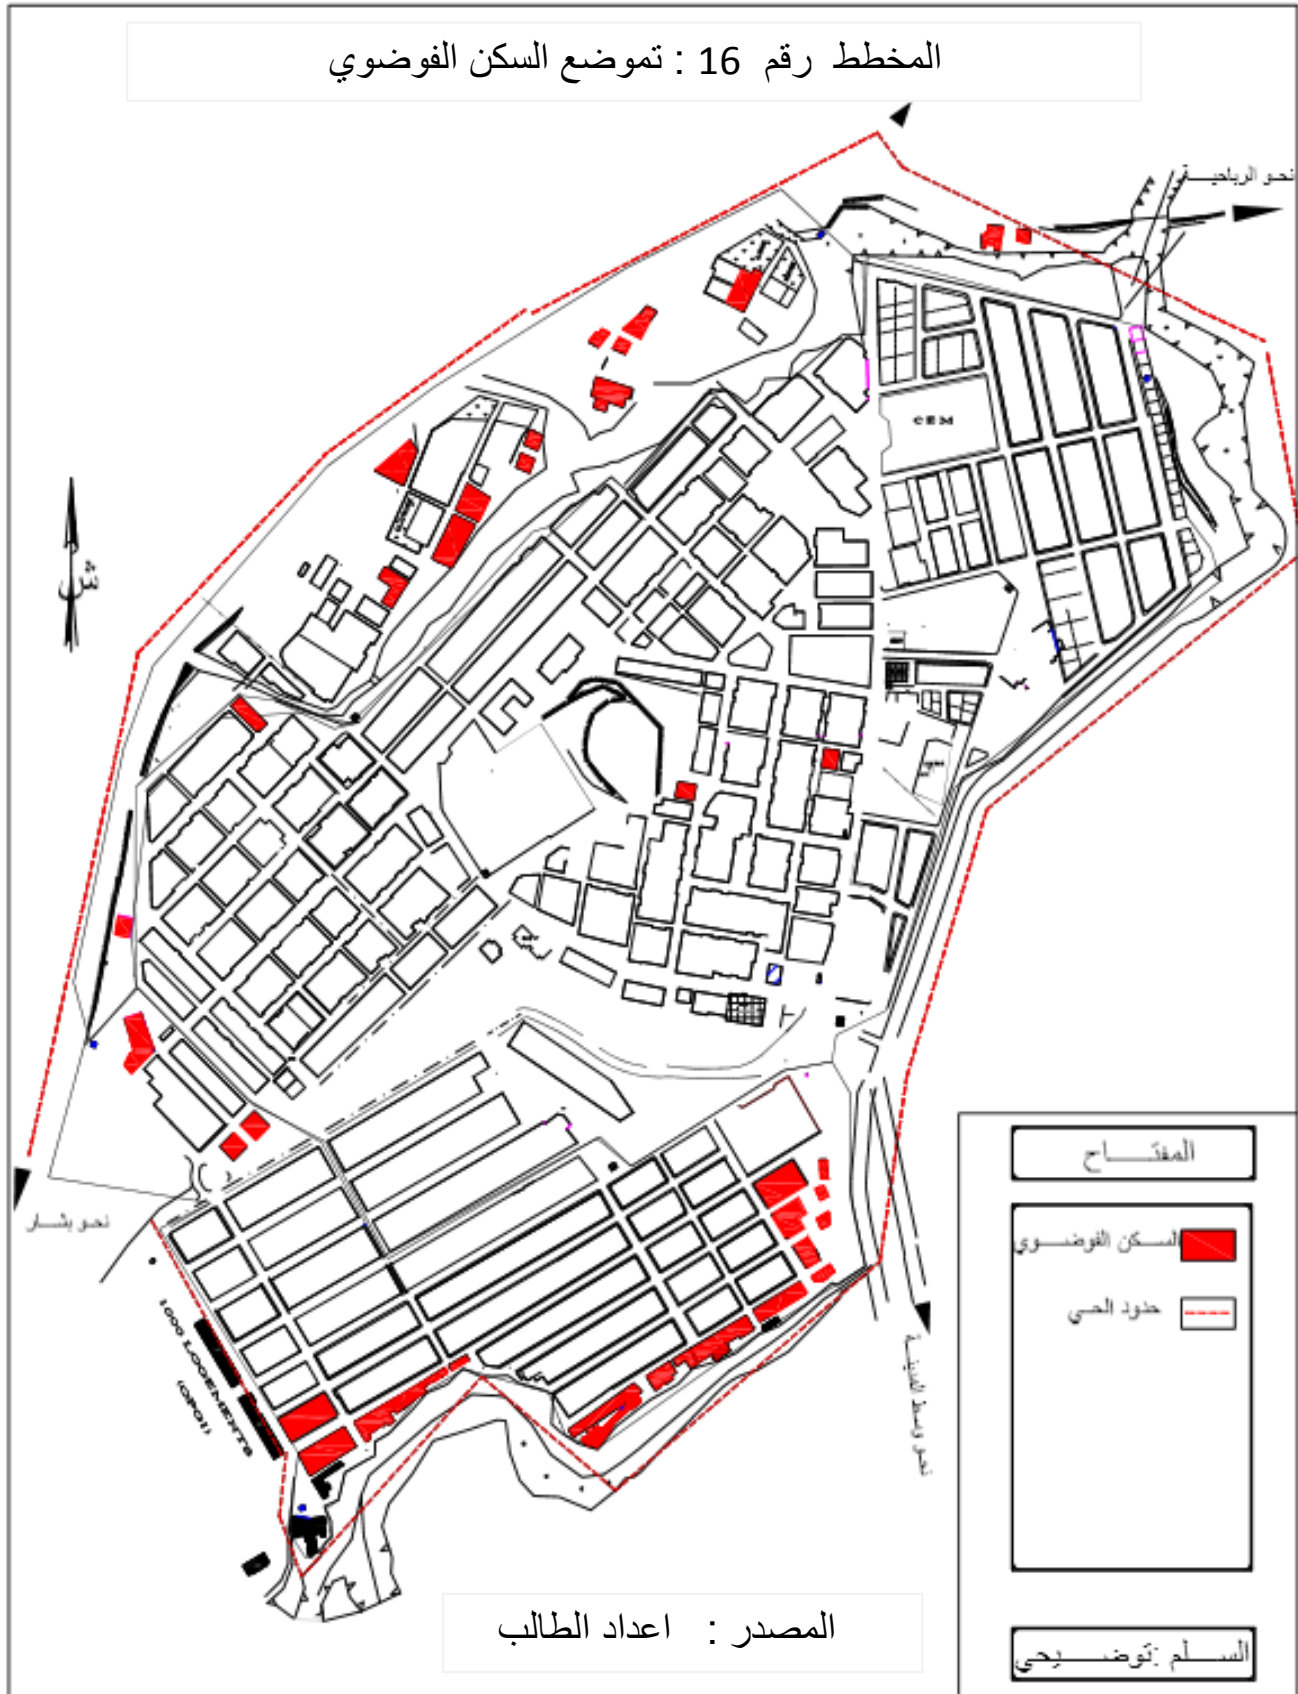 المخطط رقم 16 : تموضع السكن الفوضوي
نحو الرباحية
CEM
ش
نحو بشار
1000 LOGEMENTS
(OPGI)
نحو وسط المدينة
المفتاح
السكن الفوضوي
حدود الحي
السلم :توضيحي
المصدر : اعداد الطالب